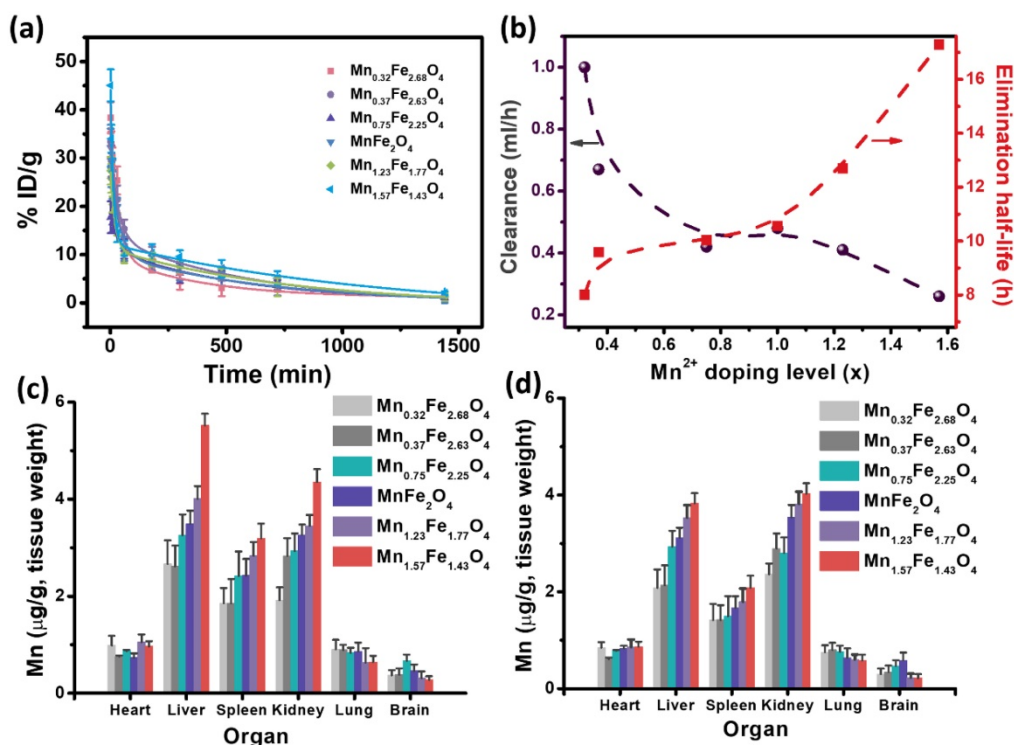 (a)
50
40
30
20
10
0
% ID/g
0 500 1000 1500
Time (min)
Mn0.32Fe2.68O4
Mn0.37Fe2.63O4
Mn0.75Fe2.25O4
MnFe2O4
Mn1.23Fe1.77O4
Mn1.57Fe1.43O4
(b)
1.0
0.8
0.6
0.4
0.2
Clearance (ml/h)
0.4 0.6 0.8 1.0 1.2 1.4 1.6
Mn2+ doping level (x)
16
14
12
10
8
Elimination half-life (h)
(c)
6
4
2
0
Mn (μg/g, tissue weight)
Mn0.32Fe2.68O4
Mn0.37Fe2.63O4
Mn0.75Fe2.25O4
MnFe2O4
Mn1.23Fe1.77O4
Mn1.57Fe1.43O4
Heart Liver Spleen Kidney Lung Brain
Organ
(d)
6
4
2
0
Mn (μg/g, tissue weight)
Mn0.32Fe2.68O4
Mn0.37Fe2.63O4
Mn0.75Fe2.25O4
MnFe2O4
Mn1.23Fe1.77O4
Mn1.57Fe1.43O4
Heart Liver Spleen Kidney Lung Brain
Organ